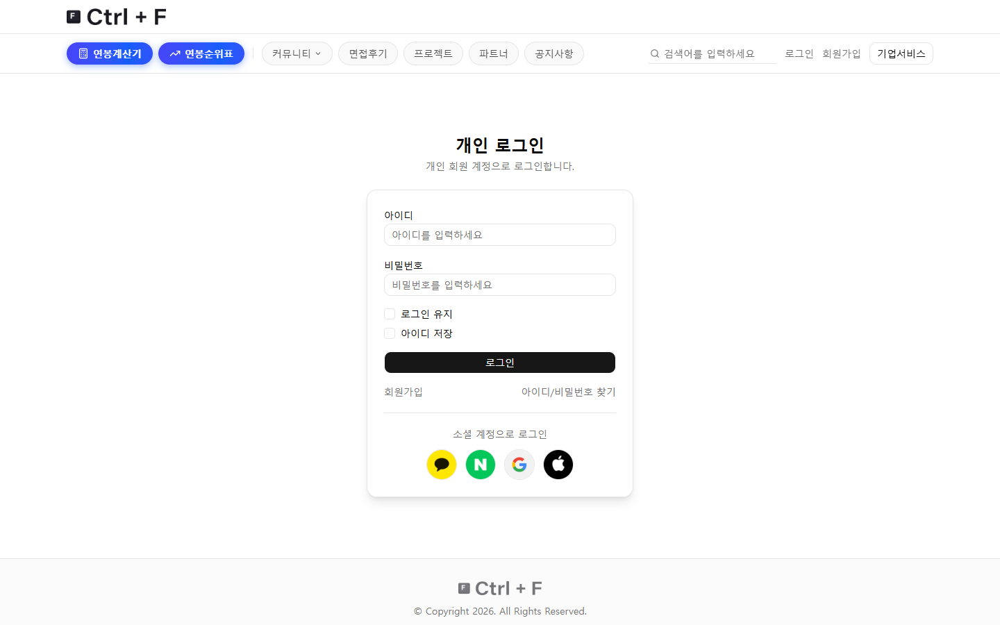 F Ctrl + F
연봉계산기 연봉순위표 커뮤니티 면접후기 프로젝트 파트너 공지사항 검색어를 입력하세요 로그인 회원가입 기업서비스
개인 로그인
개인 회원 계정으로 로그인합니다.
아이디
아이디를 입력하세요
비밀번호
비밀번호를 입력하세요
로그인 유지
아이디 저장
로그인
회원가입 아이디/비밀번호 찾기
소셜 계정으로 로그인
N G
F Ctrl + F
© Copyright 2026. All Rights Reserved.